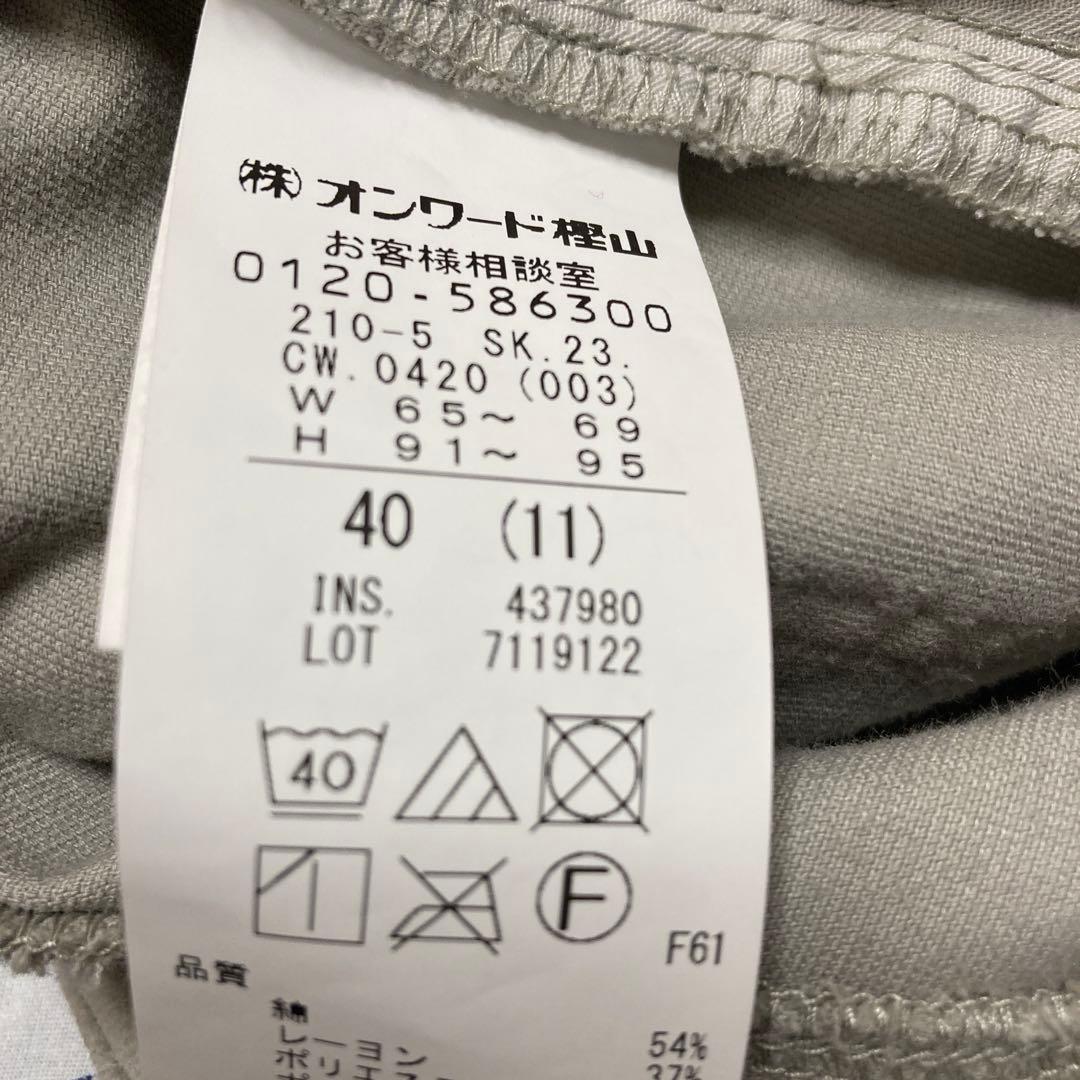 (株)オンワード樫山
お客様相談室
0120-586300
210-5 SK.23.
CW.0420 (003)
W 65～ 69
H 91～ 95
40 (11)
INS. 437980
LOT 7119122
40
F
F61
品質
綿 54%
レーヨン 37%